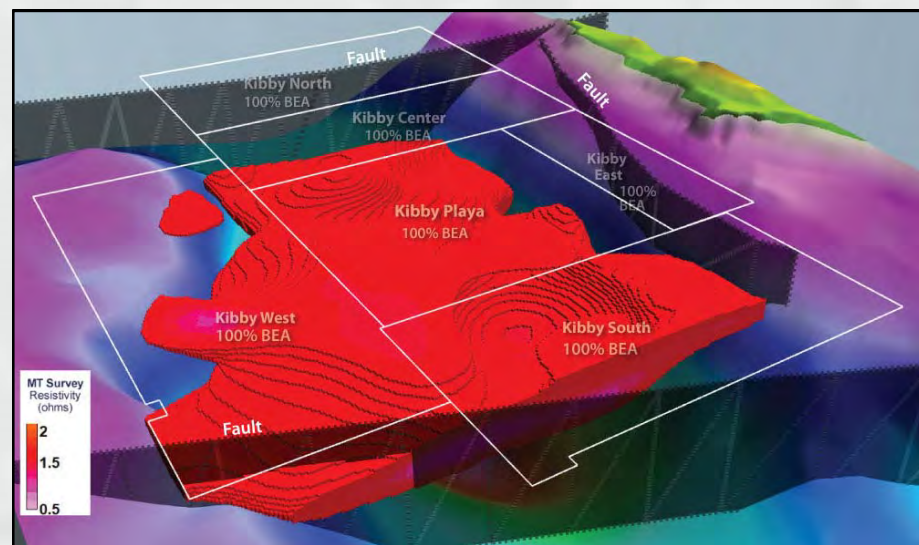 Fault
Kibby North
100% BEA
Fault
Kibby Center
100% BEA
Kibby
East
100%
BEA
Kibby Playa
100% BEA
Kibby West
100% BEA
Kibby South
100% BEA
MT Survey
Resistivity
(ohms)
2
1.5
0.5
Fault